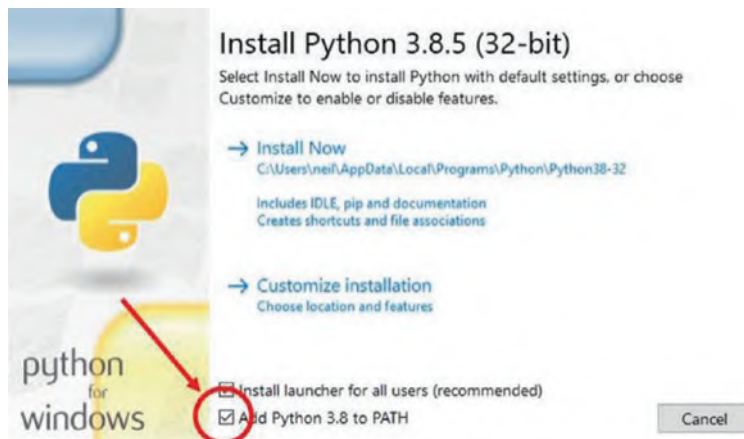 Install Python 3.8.5 (32-bit)
Select Install Now to install Python with default settings, or choose
Customize to enable or disable features.
→ Install Now
C:\Users\neil\AppData\Local\Programs\Python\Python38-32
Includes IDLE, pip and documentation
Creates shortcuts and file associations
→ Customize installation
Choose location and features
python
for
windows
Install launcher for all users (recommended)
Add Python 3.8 to PATH
Cancel